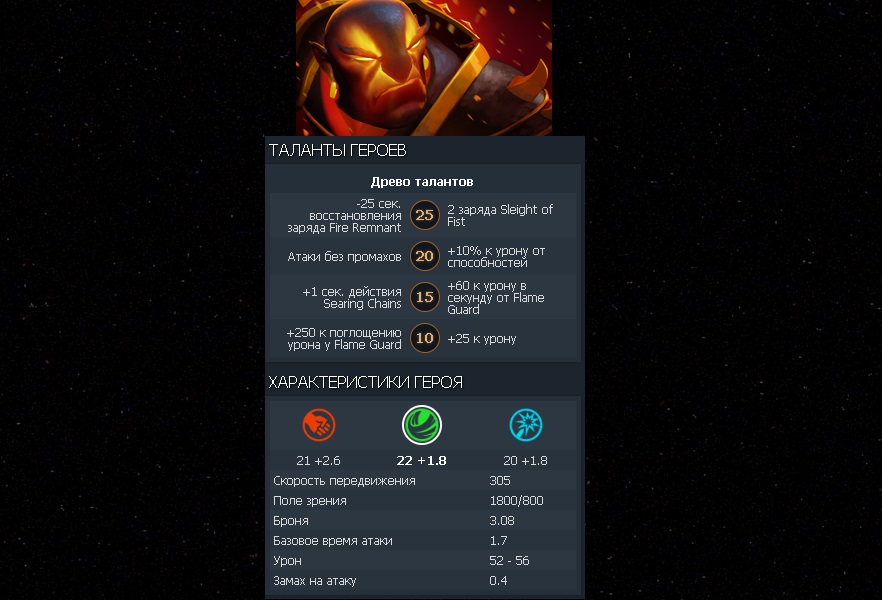 ТАЛАНТЫ ГЕРОЕВ
Древо талантов
-25 сек.
восстановления
заряда Fire Remnant
25
2 заряда Sleight of
Fist
Атаки без промахов
20
+10% к урону от
способностей
+1 сек. действия
Searing Chains
15
+60 к урону в
секунду от Flame
Guard
+250 к поглощению
урона у Flame Guard
10
+25 к урону
ХАРАКТЕРИСТИКИ ГЕРОЯ
21 +2.6 22 +1.8 20 +1.8
Скорость передвижения 305
Поле зрения 1800/800
Броня 3.08
Базовое время атаки 1.7
Урон 52 - 56
Замах на атаку 0.4